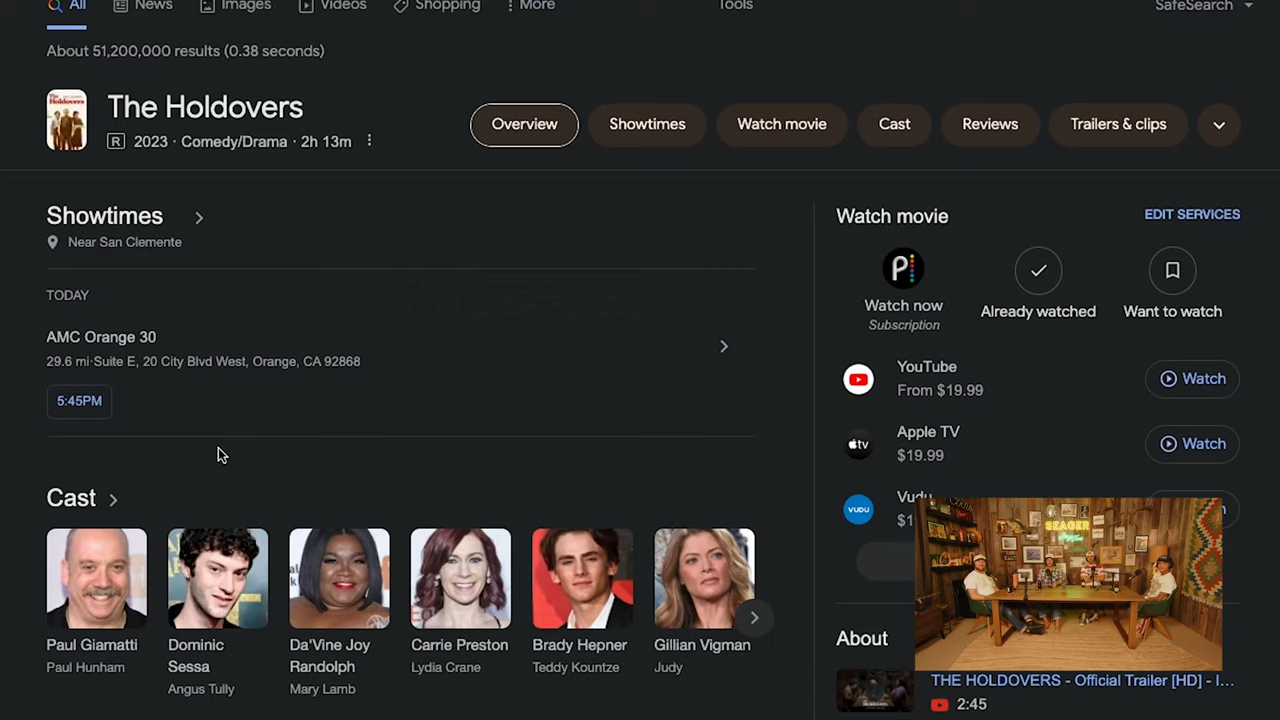 All News Images Videos Shopping More Tools SafeSearch
About 51,200,000 results (0.38 seconds)
The Holdovers
R 2023 · Comedy/Drama · 2h 13m
Overview Showtimes Watch movie Cast Reviews Trailers & clips
Showtimes
Near San Clemente
TODAY
AMC Orange 30
29.6 mi·Suite E, 20 City Blvd West, Orange, CA 92868
5:45PM
Cast
Paul Giamatti
Paul Hunham
Dominic
Sessa
Angus Tully
Da'Vine Joy
Randolph
Mary Lamb
Carrie Preston
Lydia Crane
Brady Hepner
Teddy Kountze
Gillian Vigman
Judy
Watch movie
EDIT SERVICES
Watch now
Subscription
Already watched
Want to watch
YouTube
From $19.99
Watch
tv
Apple TV
$19.99
Watch
VUDU
Vudu
SEAGER
About
THE HOLDOVERS - Official Trailer [HD] - I...
2:45